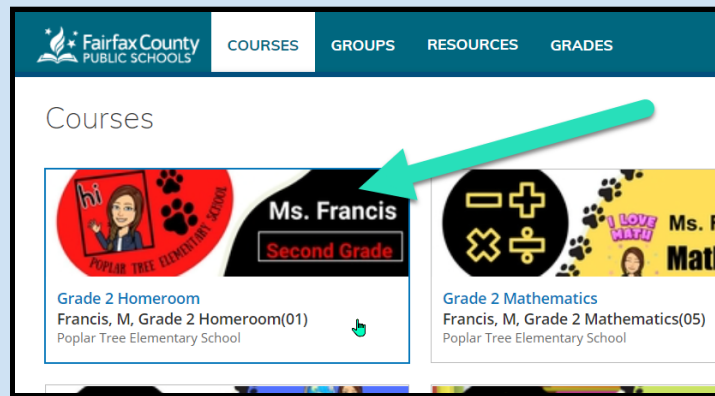 Fairfax County
PUBLIC SCHOOLS
COURSES GROUPS RESOURCES GRADES
Courses
hi
POPLAR TREE ELEMENTARY SCHOOL
Ms. Francis
Second Grade
I LOVE
MATH
Ms. F
Mat
Grade 2 Homeroom
Francis, M, Grade 2 Homeroom(01)
Poplar Tree Elementary School
Grade 2 Mathematics
Francis, M, Grade 2 Mathematics(05)
Poplar Tree Elementary School